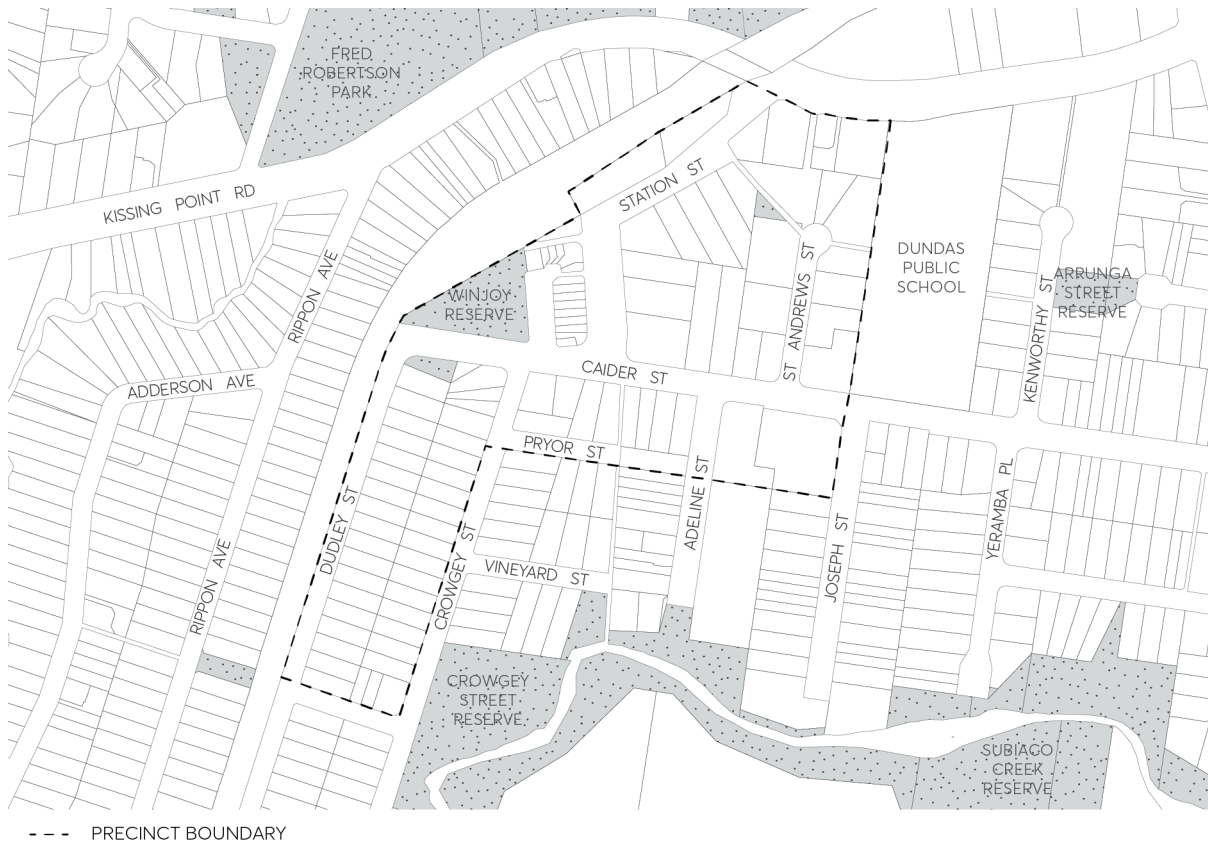 FRED
ROBERTSON
PARK
KISSING POINT RD
STATION ST
DUNDAS
PUBLIC
SCHOOL
RIPPON AVE
ST ANDREWS ST
WINJOY
RESERVE
ARRUNGA
STREET
RESERVE
KENWORTHY ST
ADDERSON AVE
CAIDER ST
PRYOR ST
ADELINE ST
YERAMBA PL
DUDLEY ST
CROWGEY ST
JOSEPH ST
VINEYARD ST
RIPPON AVE
CROWGEY
STREET
RESERVE
SUBIACO
CREEK
RESERVE
PRECINCT BOUNDARY